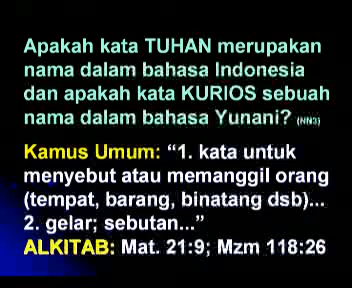 Apakah kata TUHAN merupakan
nama dalam bahasa Indonesia
dan apakah kata KURIOS sebuah
nama dalam bahasa Yunani? (NN3)
Kamus Umum: “1. kata untuk
menyebut atau memanggil orang
(tempat, barang, binatang dsb)...
2. gelar; sebutan...”
ALKITAB: Mat. 21:9; Mzm 118:26